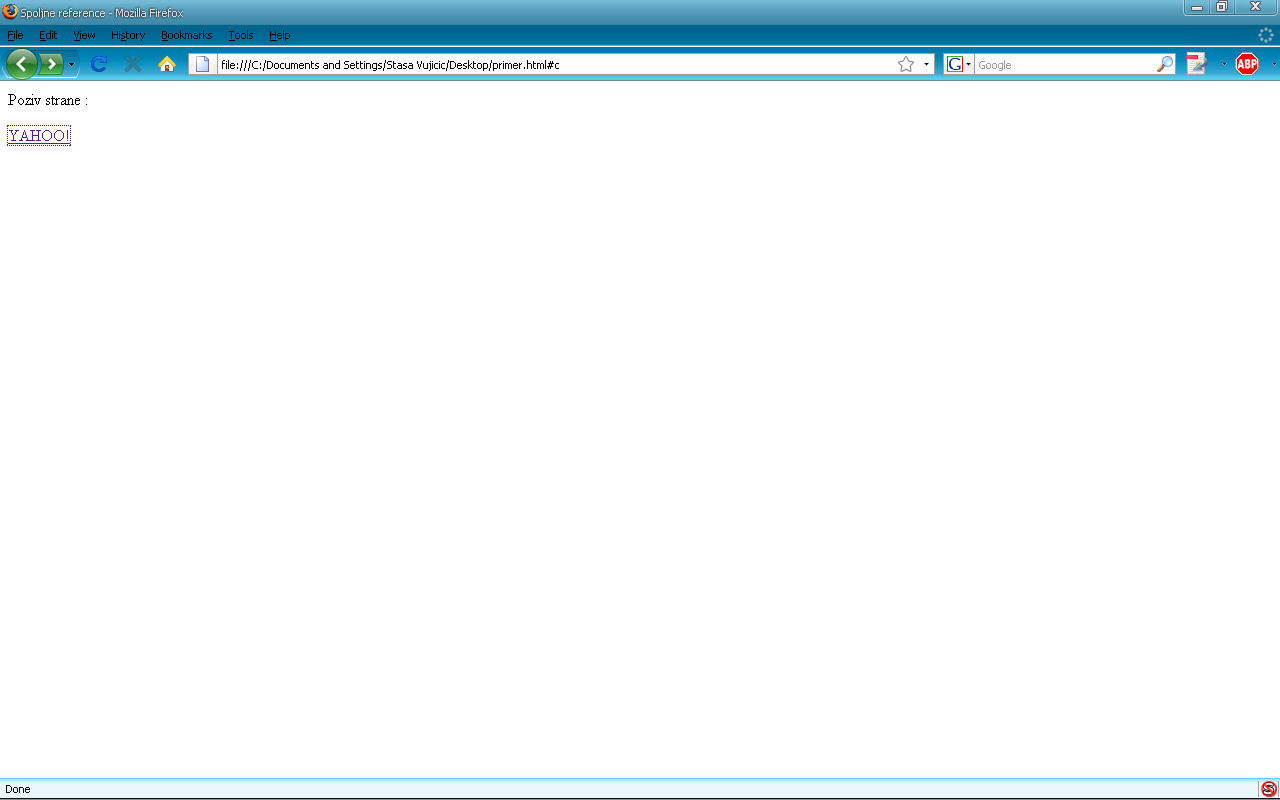 Spoljne reference - Mozilla Firefox
File Edit View History Bookmarks Tools Help
file:///C:/Documents and Settings/Stasa Vujicic/Desktop/primer.html#c G Google ABP
Poziv strane :
YAHOO!
Done